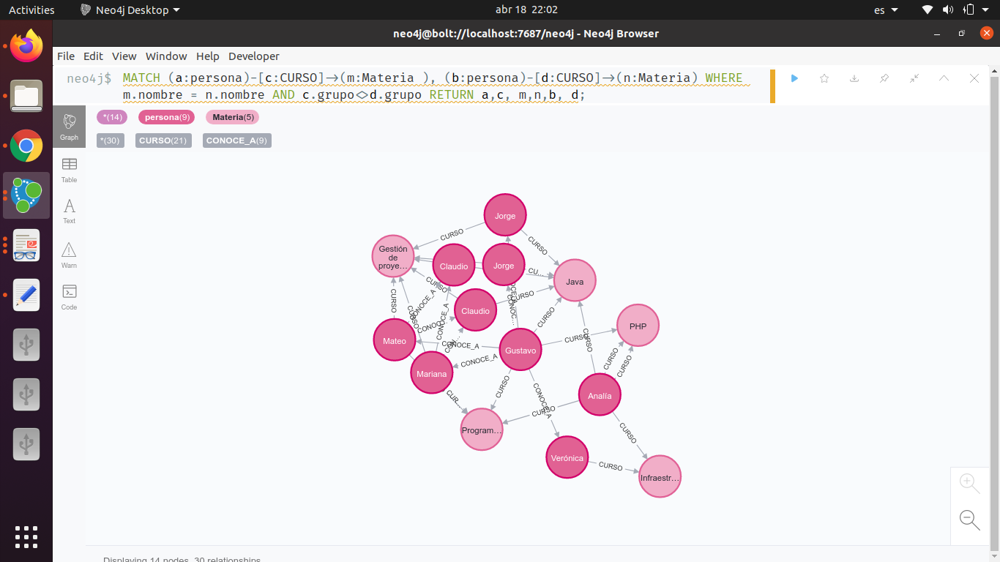 Activities Neo4j Desktop abr 18 22:02 es
neo4j@bolt://localhost:7687/neo4j - Neo4j Browser
File Edit View Window Help Developer
neo4j$ MATCH (a:persona)-[c:CURSO]->(m:Materia ), (b:persona)-[d:CURSO]->(n:Materia) WHERE
m.nombre = n.nombre AND c.grupo<>d.grupo RETURN a,c, m,n,b, d;
*(14) persona(9) Materia(5)
*(30) CURSO(21) CONOCE_A(9)
Graph
Table
Text
Warn
Code
Jorge
CURSO
CURSO
Gestión
de
proye...
Claudio
Jorge
CU...
Java
CURSO
CURSO
CURSO
Claudio
CONOCE_A
CONOC...
CURSO
CURSO
CONOCE_A
CONOC...
CURSO
PHP
Mateo
CON...
CONOCE_A
Gustavo
CURSO
CURSO
Mariana
CONOCE_A
CURSO
CURSO
CURSO
CUR...
CONOCE_A
Analía
CURSO
Program...
CURSO
Verónica
CURSO
Infraestr...
Displaying 14 nodes, 30 relationships.